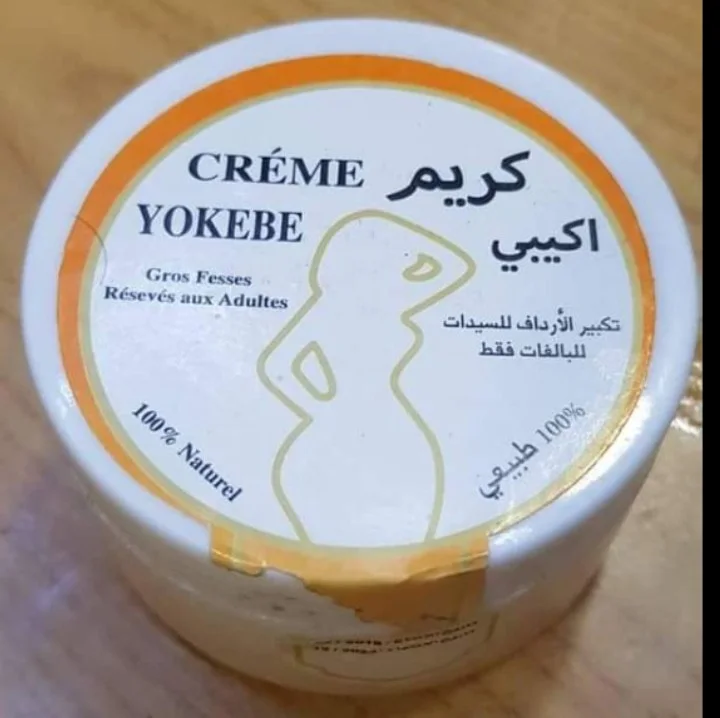 CRÉME كريم
YOKEBE اكيبي
Gros Fesses
Résevés aux Adultes
تكبير الأرداف للسيدات
للبالغات فقط
100% Naturel
100% طبيعي